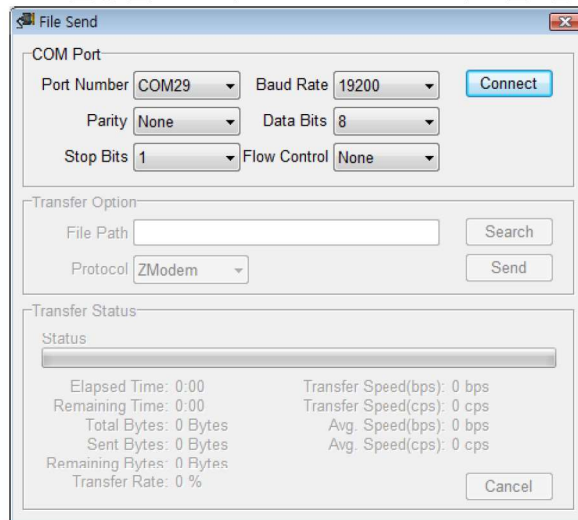 File Send
COM Port
Port Number COM29 Baud Rate 19200 Connect
Parity None Data Bits 8
Stop Bits 1 Flow Control None
Transfer Option
File Path Search
Protocol ZModem Send
Transfer Status
Status
Elapsed Time: 0:00 Transfer Speed(bps): 0 bps
Remaining Time: 0:00 Transfer Speed(cps): 0 cps
Total Bytes: 0 Bytes Avg. Speed(bps): 0 bps
Sent Bytes: 0 Bytes Avg. Speed(cps): 0 cps
Remaining Bytes: 0 Bytes
Transfer Rate: 0 % Cancel